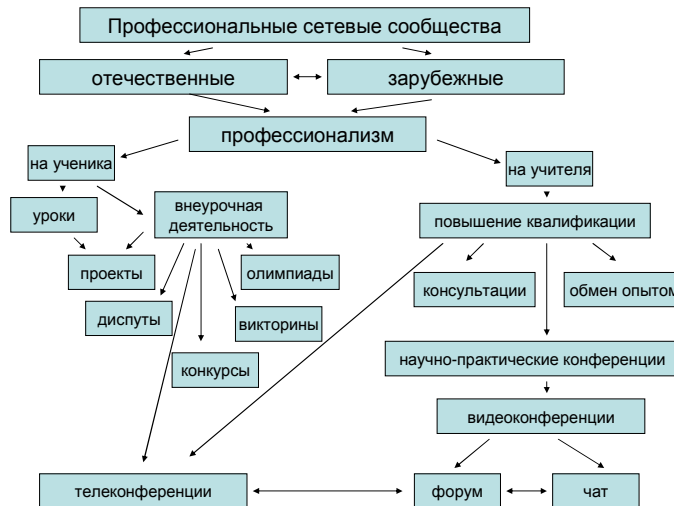 Профессиональные сетевые сообщества
отечественные
зарубежные
профессионализм
на ученика
на учителя
уроки
внеурочная
деятельность
повышение квалификации
проекты
олимпиады
консультации
обмен опытом
диспуты
викторины
конкурсы
научно-практические конференции
видеоконференции
телеконференции
форум
чат